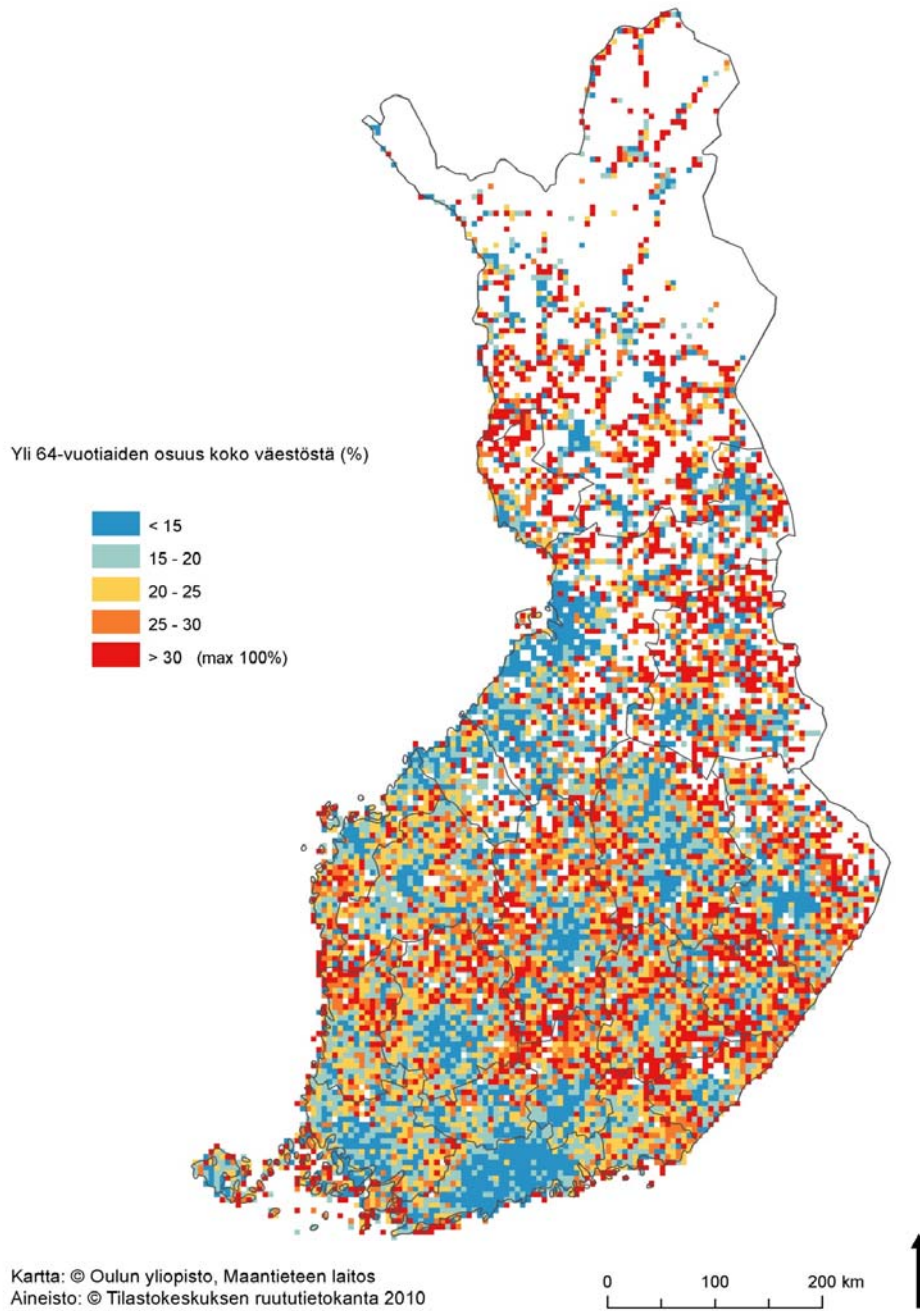 Yli 64-vuotiaiden osuus koko väestöstä (%)
< 15
15 - 20
20 - 25
25 - 30
> 30 (max 100%)
Kartta: © Oulun yliopisto, Maantieteen laitos
Aineisto: © Tilastokeskuksen ruututietokanta 2010
0 100 200 km